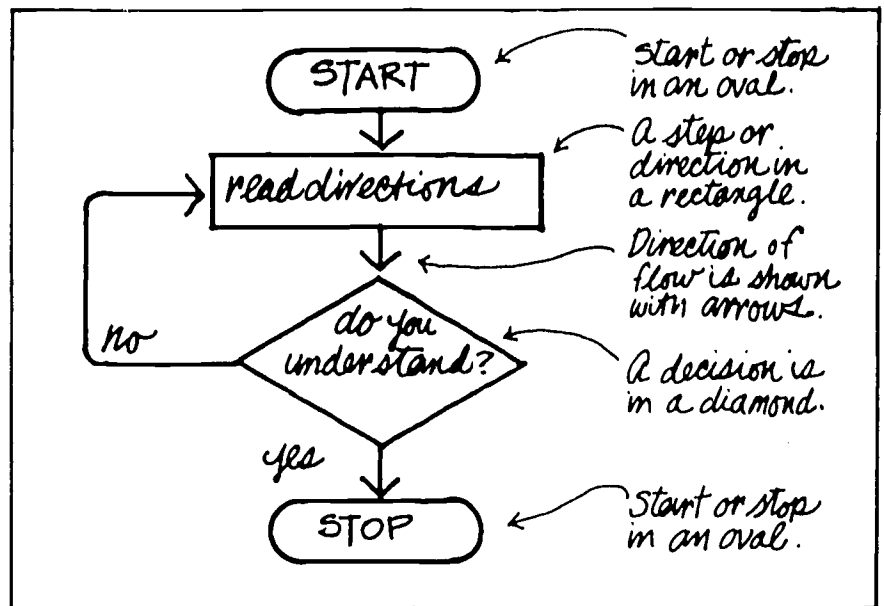 START
Start or stop
in an oval.
read directions
A step or
direction in
a rectangle.
Direction of
flow is shown
with arrows.
do you
understand?
no
A decision is
in a diamond.
yes
STOP
Start or stop
in an oval.